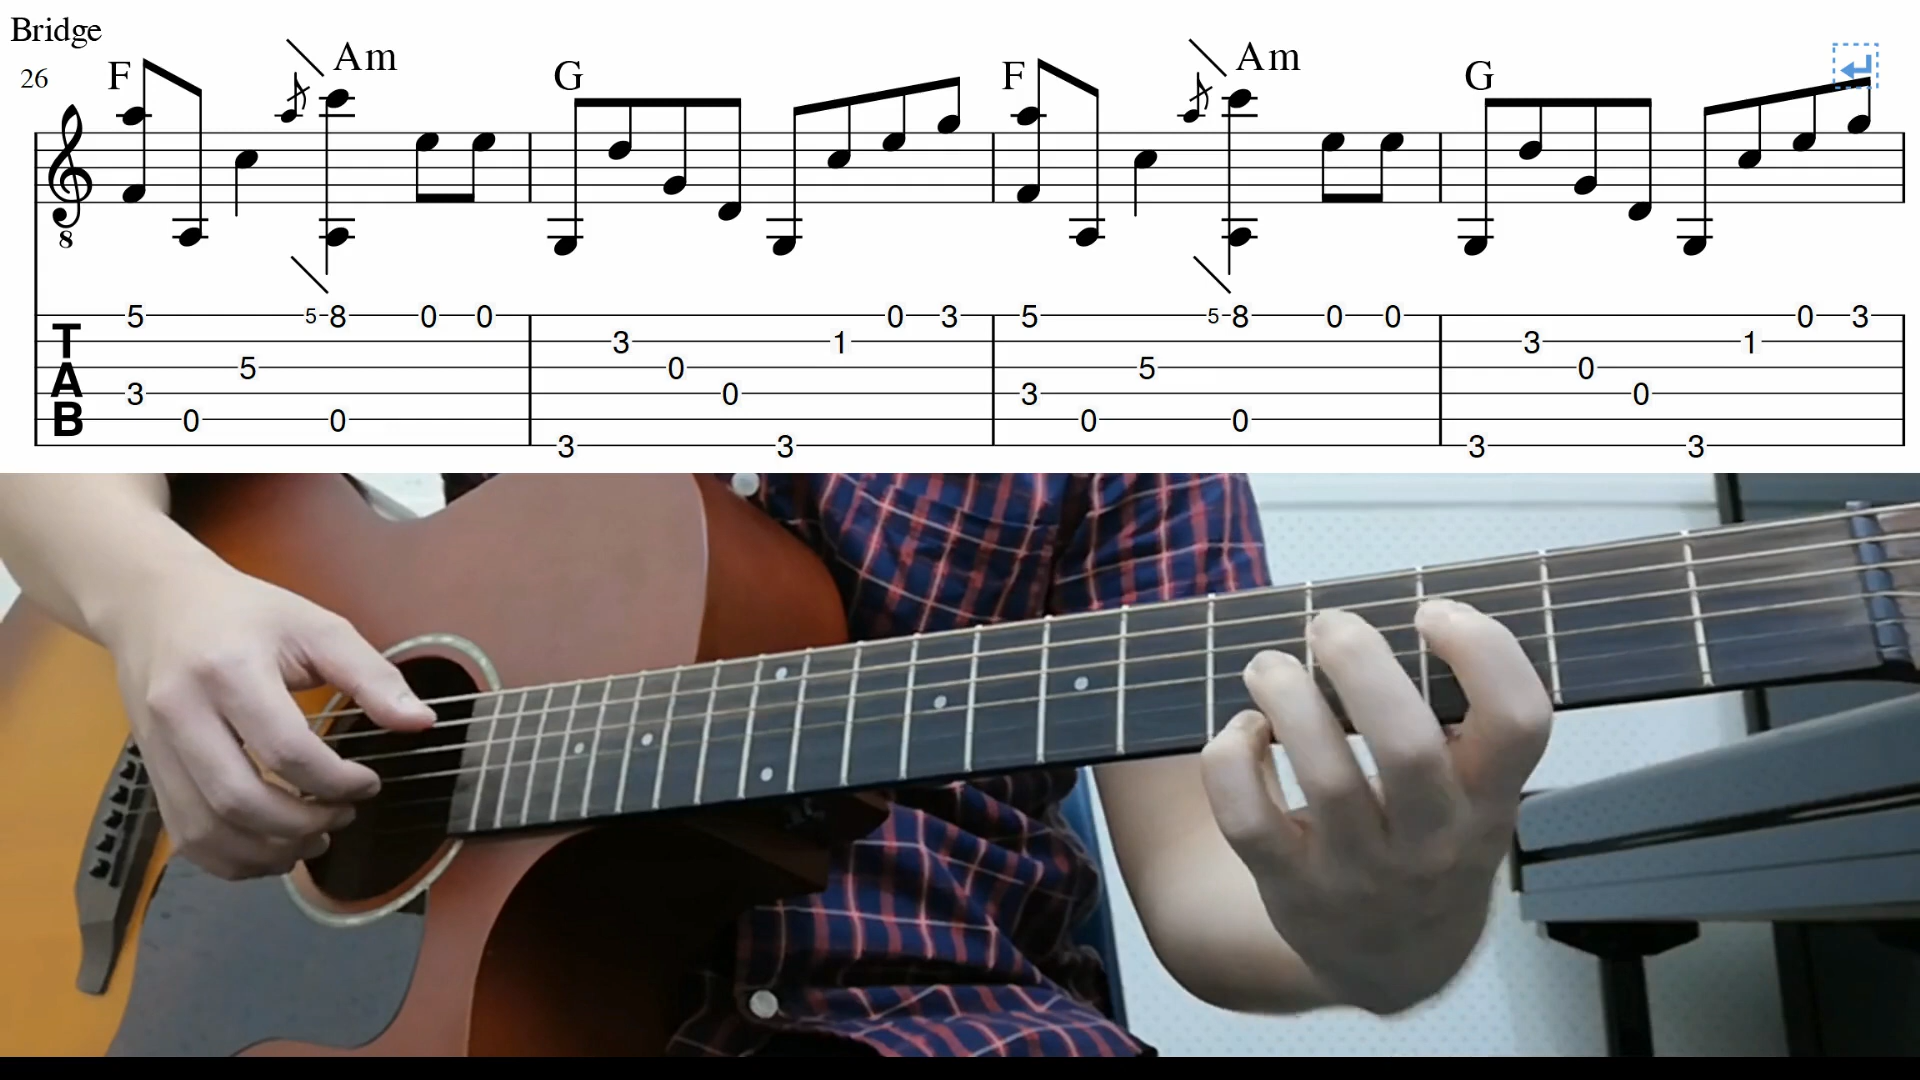 Bridge
26 F Am G F Am G
8
5 5 8 0 0 0 3 5 5 8 0 0 0 3
T 3 1 3 1
5 0 5 0
A 3 0 3 0
B 0 0 0 0
3 3 3 3